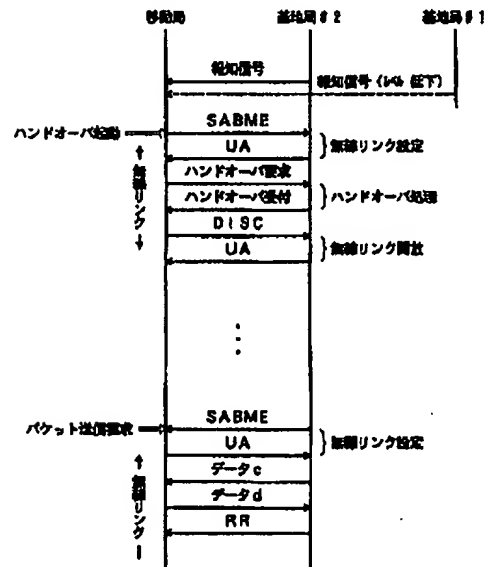 移動局 基地局#2 基地局#1
報知信号
報知信号(レベル低下)
SABME
ハンドオーバ起動
UA
無線リンク設定
ハンドオーバ要求
ハンドオーバ受付
ハンドオーバ処理
無線リンク
DISC
UA
無線リンク開放
SABME
パケット送信要求
UA
無線リンク設定
データc
データd
RR
無線リンク